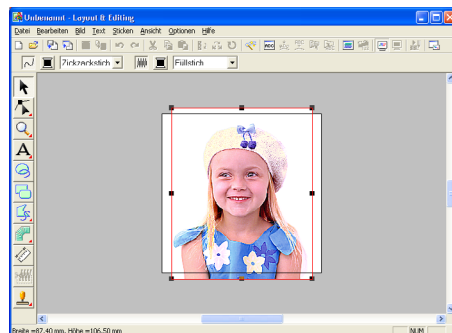 Unbenannt - Layout & Editing
Datei Bearbeiten Bild Text Sticken Ansicht Optionen Hilfe
ABC
Zickzackstich Füllstich
A
Breite =87.40 mm, Höhe =106.50 mm NUM